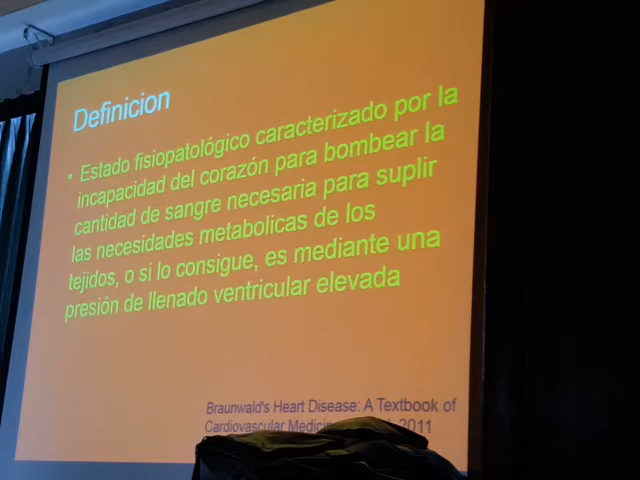 Definicion
• Estado fisiopatológico caracterizado por la
incapacidad del corazón para bombear la
cantidad de sangre necesaria para suplir
las necesidades metabolicas de los
tejidos, o si lo consigue, es mediante una
presión de llenado ventricular elevada
Braunwald's Heart Disease: A Textbook of
Cardiovascular 2011